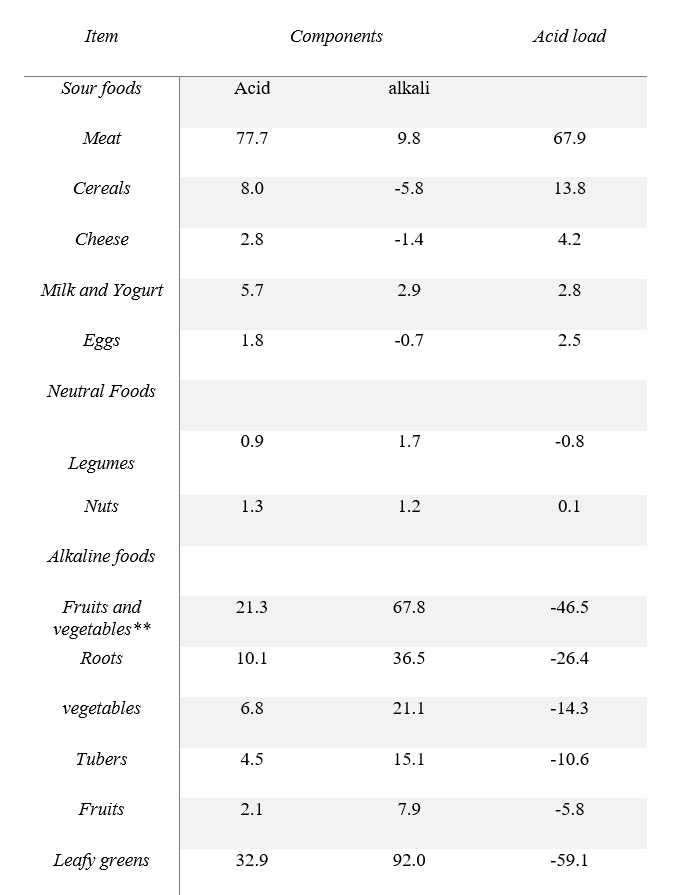 Item Components Acid load
Sour foods Acid alkali
Meat 77.7 9.8 67.9
Cereals 8.0 -5.8 13.8
Cheese 2.8 -1.4 4.2
Milk and Yogurt 5.7 2.9 2.8
Eggs 1.8 -0.7 2.5
Neutral Foods
Legumes 0.9 1.7 -0.8
Nuts 1.3 1.2 0.1
Alkaline foods
Fruits and 21.3 67.8 -46.5
vegetables**
Roots 10.1 36.5 -26.4
vegetables 6.8 21.1 -14.3
Tubers 4.5 15.1 -10.6
Fruits 2.1 7.9 -5.8
Leafy greens 32.9 92.0 -59.1